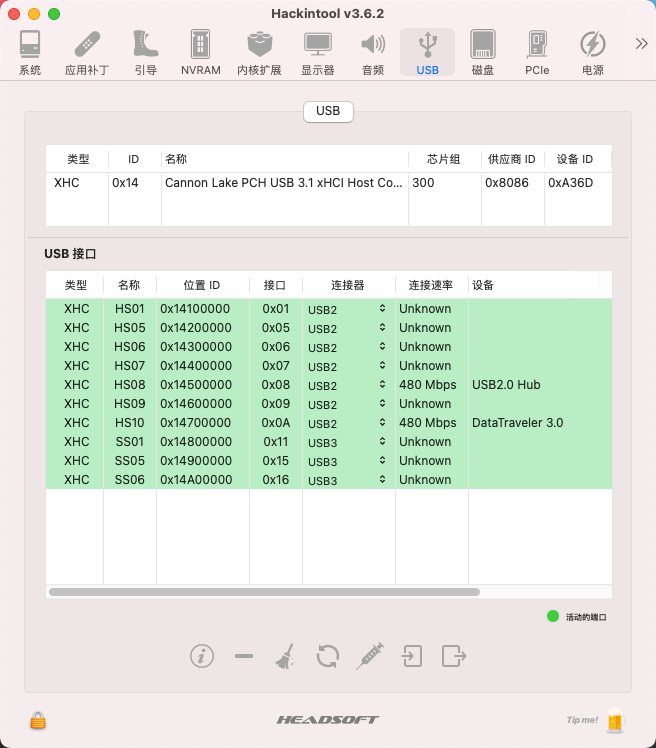 Hackintool v3.6.2
系统 应用补丁 引导 NVRAM 内核扩展 显示器 音频 USB 磁盘 PCIe 电源
USB
类型 ID 名称 芯片组 供应商 ID 设备 ID
XHC 0x14 Cannon Lake PCH USB 3.1 xHCI Host Co... 300 0x8086 0xA36D
USB 接口
类型 名称 位置 ID 接口 连接器 连接速率 设备
XHC HS01 0x14100000 0x01 USB2 Unknown
XHC HS05 0x14200000 0x05 USB2 Unknown
XHC HS06 0x14300000 0x06 USB2 Unknown
XHC HS07 0x14400000 0x07 USB2 Unknown
XHC HS08 0x14500000 0x08 USB2 480 Mbps USB2.0 Hub
XHC HS09 0x14600000 0x09 USB2 Unknown
XHC HS10 0x14700000 0x0A USB2 480 Mbps DataTraveler 3.0
XHC SS01 0x14800000 0x11 USB3 Unknown
XHC SS05 0x14900000 0x15 USB3 Unknown
XHC SS06 0x14A00000 0x16 USB3 Unknown
活动的端口
HEADSOFT
Tip me!